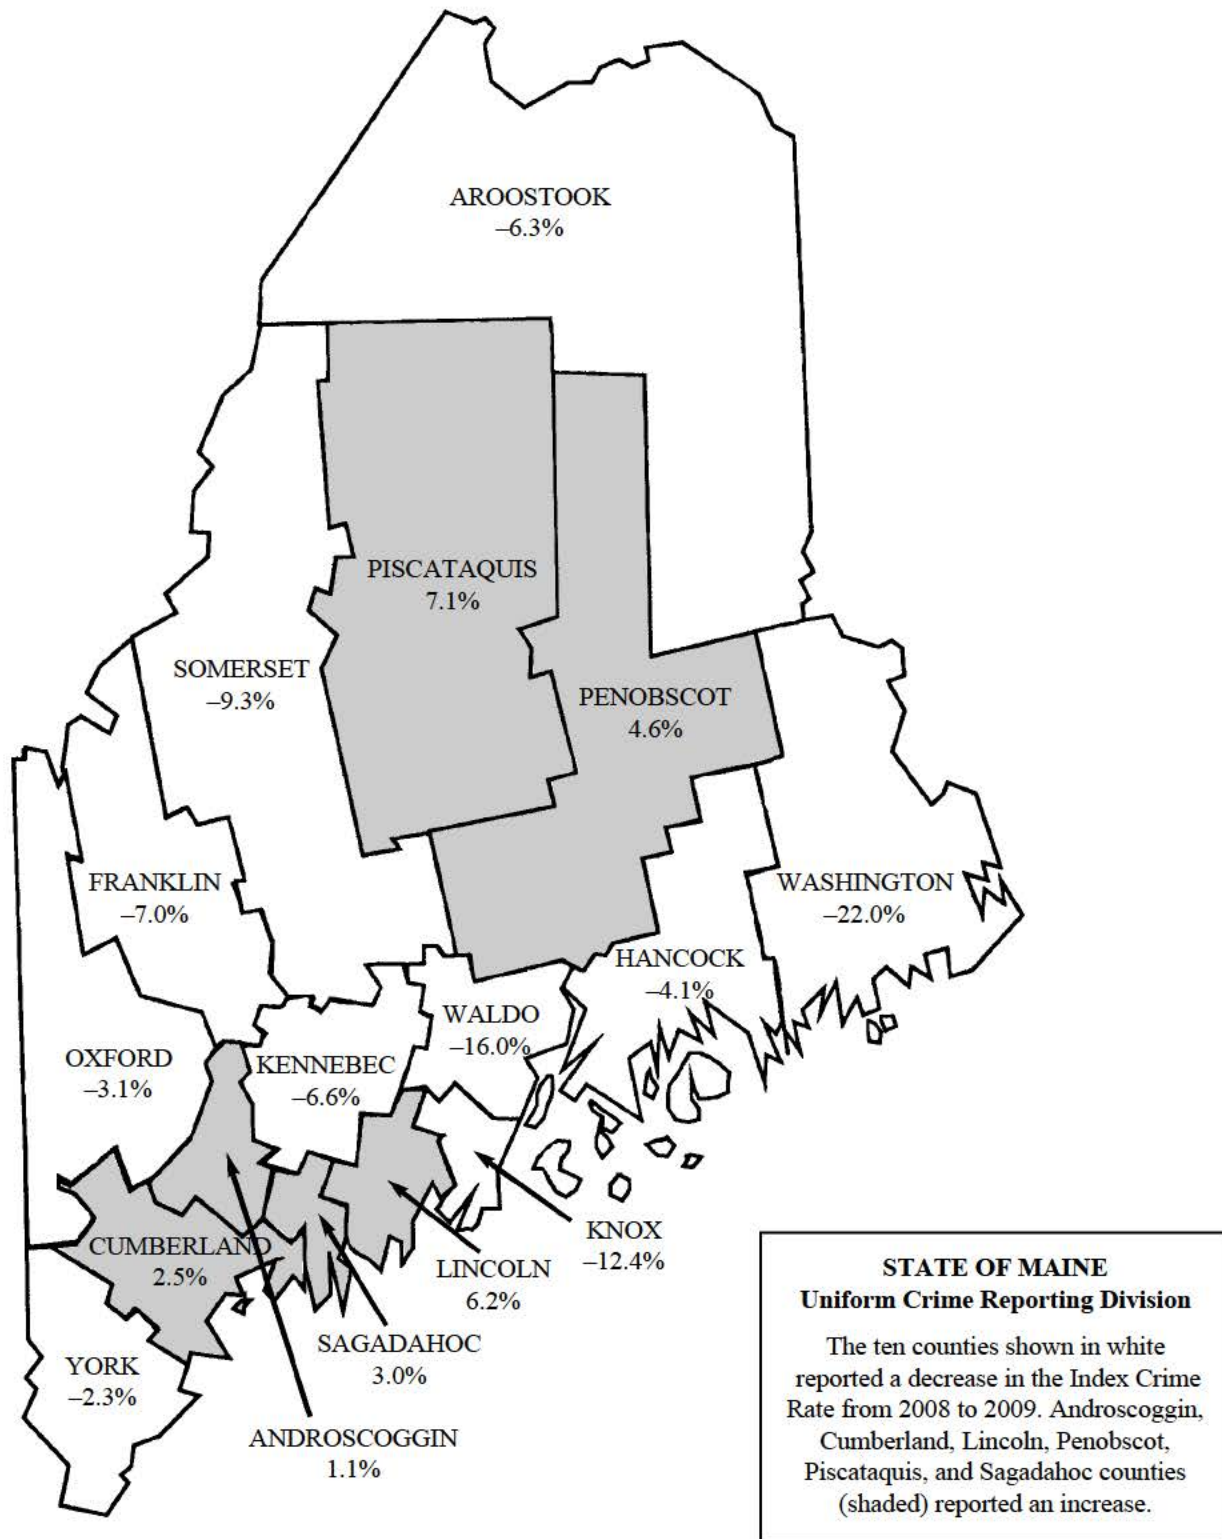 AROOSTOOK
–6.3%
PISCATAQUIS
7.1%
SOMERSET
–9.3%
PENOBSCOT
4.6%
FRANKLIN
–7.0%
WASHINGTON
–22.0%
HANCOCK
–4.1%
WALDO
–16.0%
OXFORD
–3.1%
KENNEBEC
–6.6%
KNOX
–12.4%
CUMBERLAND
2.5%
LINCOLN
6.2%
SAGADAHOC
3.0%
YORK
–2.3%
ANDROSCOGGIN
1.1%
STATE OF MAINE
Uniform Crime Reporting Division
The ten counties shown in white
reported a decrease in the Index Crime
Rate from 2008 to 2009. Androscoggin,
Cumberland, Lincoln, Penobscot,
Piscataquis, and Sagadahoc counties
(shaded) reported an increase.